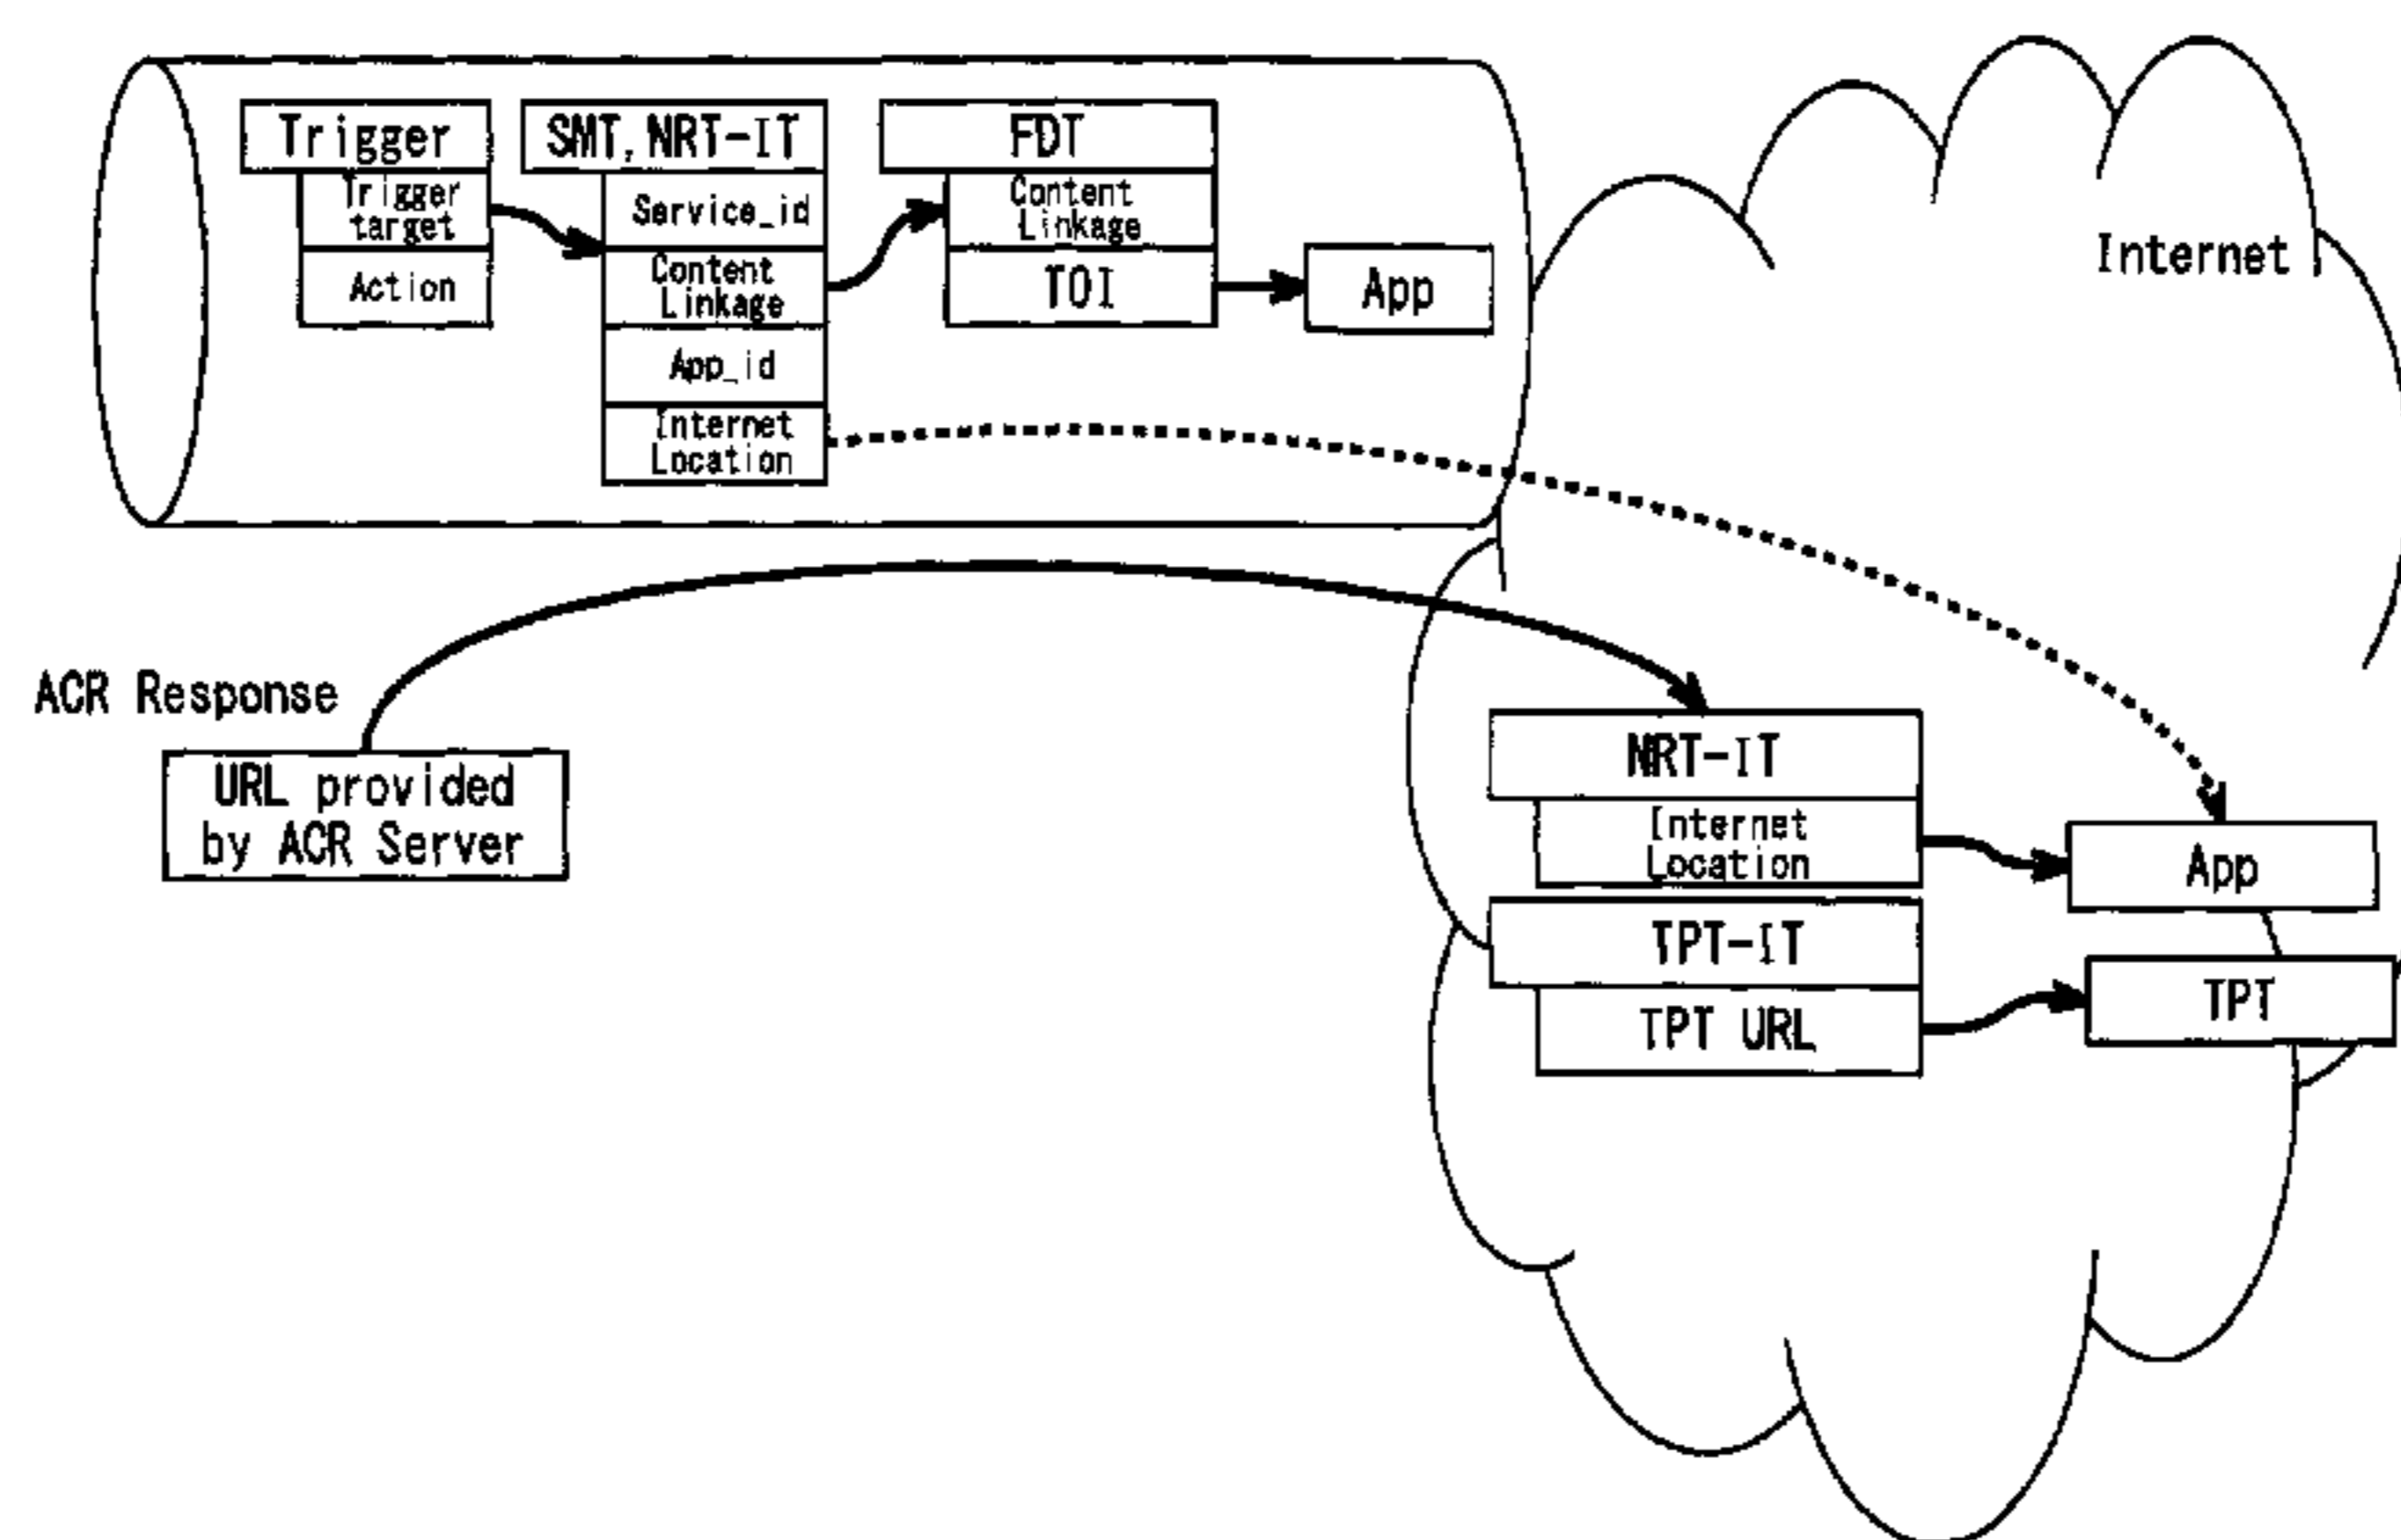 Trigger
Trigger
target
Action
SMT, NRT-IT
Service_id
Content
Linkage
App_id
Internet
Location
FDT
Content
Linkage
TOI
App
Internet
ACR Response
URL provided
by ACR Server
NRT-IT
Internet
Location
App
TPT-IT
TPT URL
TPT